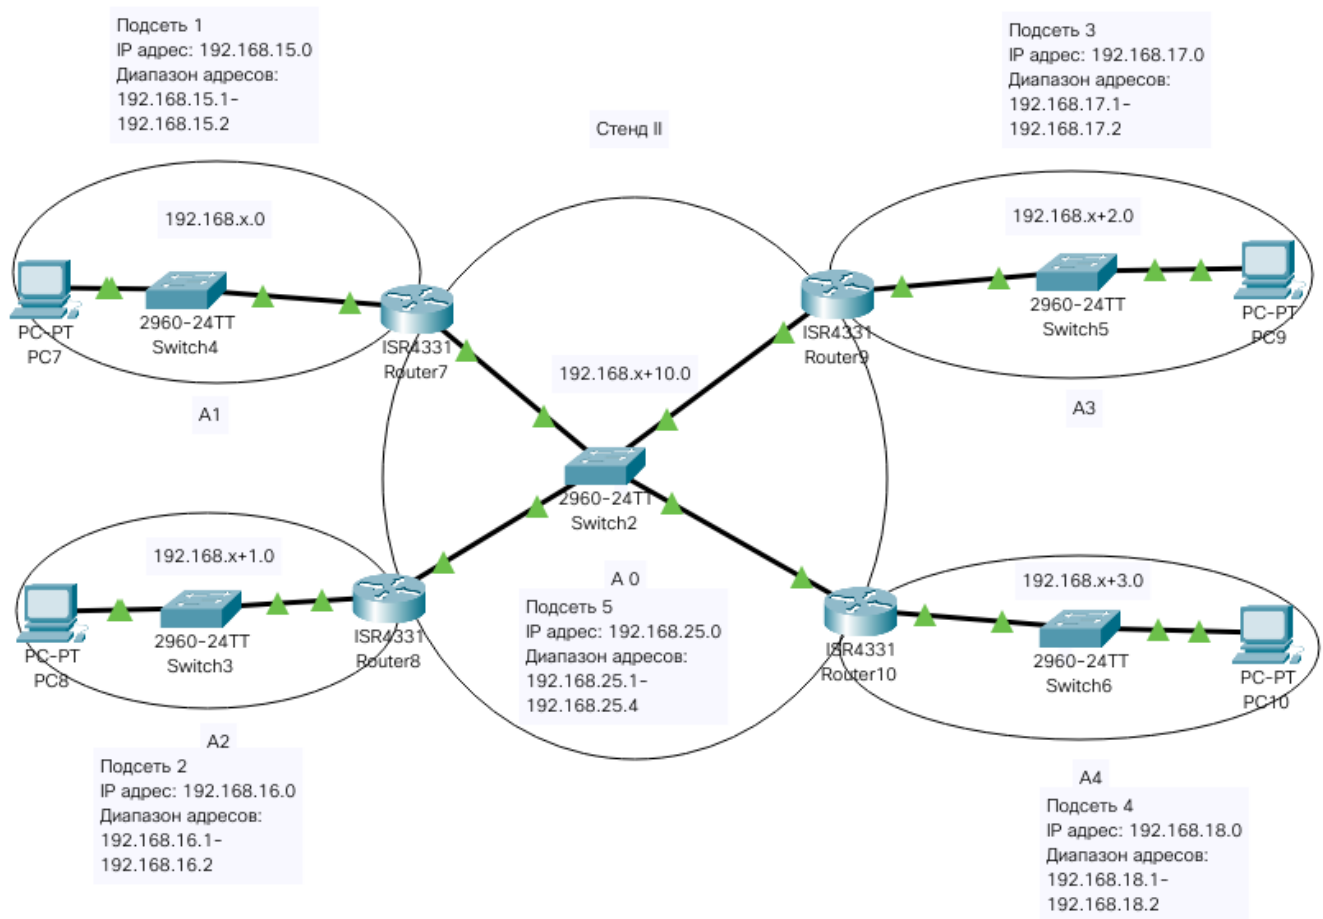 Подсеть 1
IP адрес: 192.168.15.0
Диапазон адресов:
192.168.15.1-
192.168.15.2
Подсеть 3
IP адрес: 192.168.17.0
Диапазон адресов:
192.168.17.1-
192.168.17.2
Стенд II
192.168.x.0
192.168.x+2.0
PC-PT
PC7
2960-24TT
Switch4
ISR4331
Router7
ISR4331
Router9
2960-24TT
Switch5
PC-PT
PC9
192.168.x+10.0
A1
A3
2960-24TT
Switch2
192.168.x+1.0
192.168.x+3.0
PC-PT
PC8
2960-24TT
Switch3
ISR4331
Router8
A 0
Подсеть 5
IP адрес: 192.168.25.0
Диапазон адресов:
192.168.25.1-
192.168.25.4
ISR4331
Router10
2960-24TT
Switch6
PC-PT
PC10
A2
Подсеть 2
IP адрес: 192.168.16.0
Диапазон адресов:
192.168.16.1-
192.168.16.2
A4
Подсеть 4
IP адрес: 192.168.18.0
Диапазон адресов:
192.168.18.1-
192.168.18.2